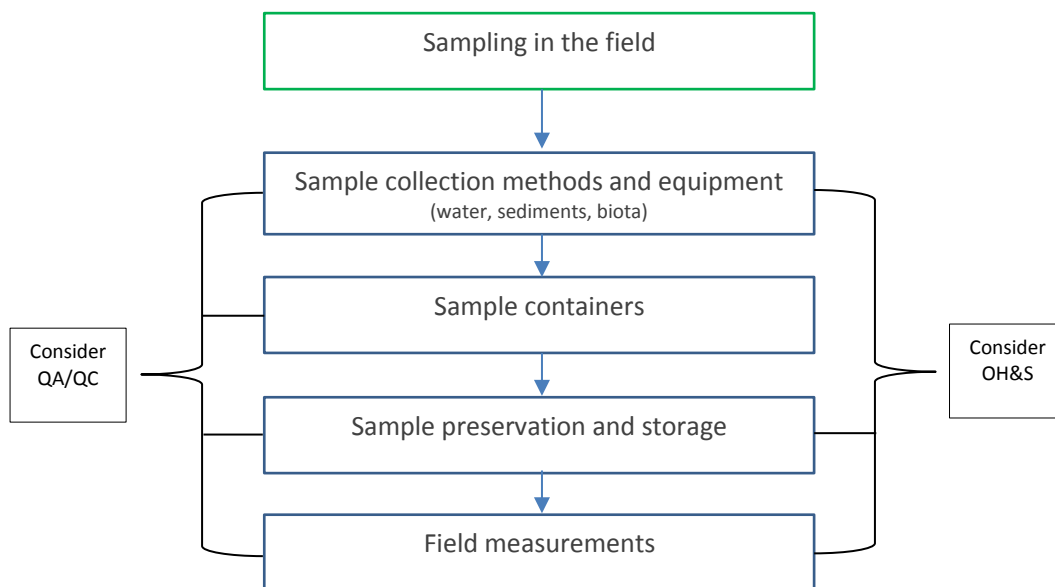 Sampling in the field
Sample collection methods and equipment
(water, sediments, biota)
Sample containers
Consider
QA/QC
Consider
OH&S
Sample preservation and storage
Field measurements